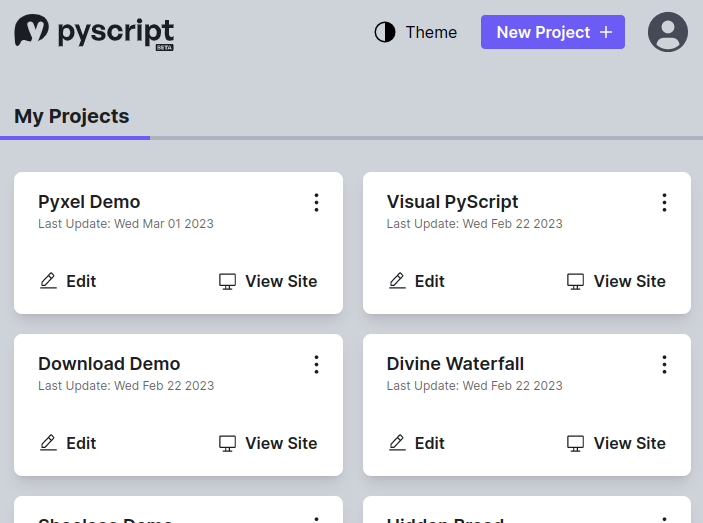 pyscript
BETA
Theme
New Project +
My Projects
Pyxel Demo
Last Update: Wed Mar 01 2023
Edit
View Site
Visual PyScript
Last Update: Wed Feb 22 2023
Edit
View Site
Download Demo
Last Update: Wed Feb 22 2023
Edit
View Site
Divine Waterfall
Last Update: Wed Feb 22 2023
Edit
View Site
Demo
Hidden